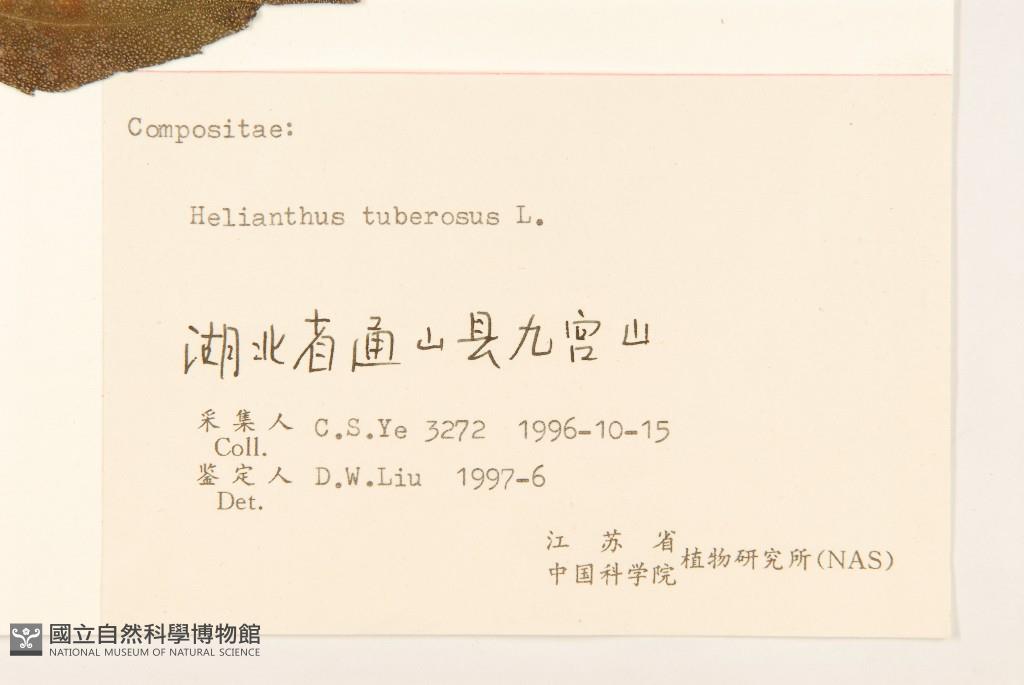 Compositae:
Helianthus tuberosus L.
湖北省通山县九宫山
采集人 C.S.Ye 3272 1996-10-15
Coll.
鉴定人 D.W.Liu 1997-6
Det.
江苏省
中国科学院植物研究所(NAS)
國立自然科學博物館
NATIONAL MUSEUM OF NATURAL SCIENCE